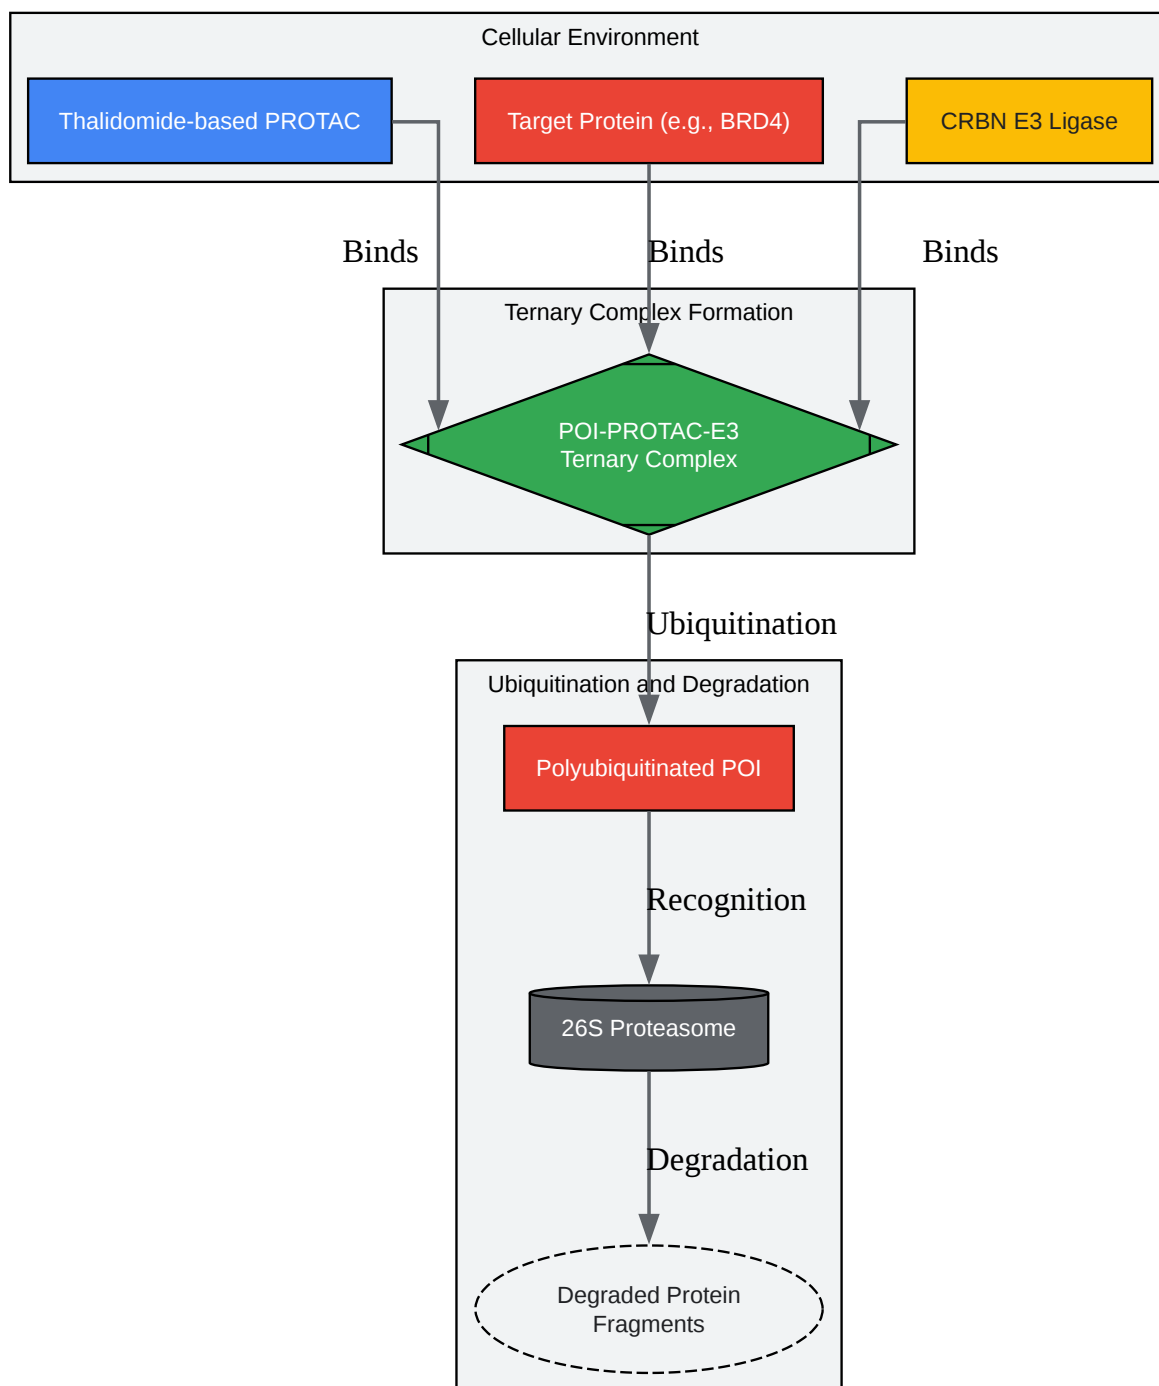 Cellular Environment
Thalidomide-based PROTAC
Target Protein (e.g., BRD4)
CRBN E3 Ligase
Binds
Binds
Binds
Ternary Complex Formation
POI-PROTAC-E3
Ternary Complex
Ubiquitination
Ubiquitination and Degradation
Polyubiquitinated POI
Recognition
26S Proteasome
Degradation
Degraded Protein
Fragments